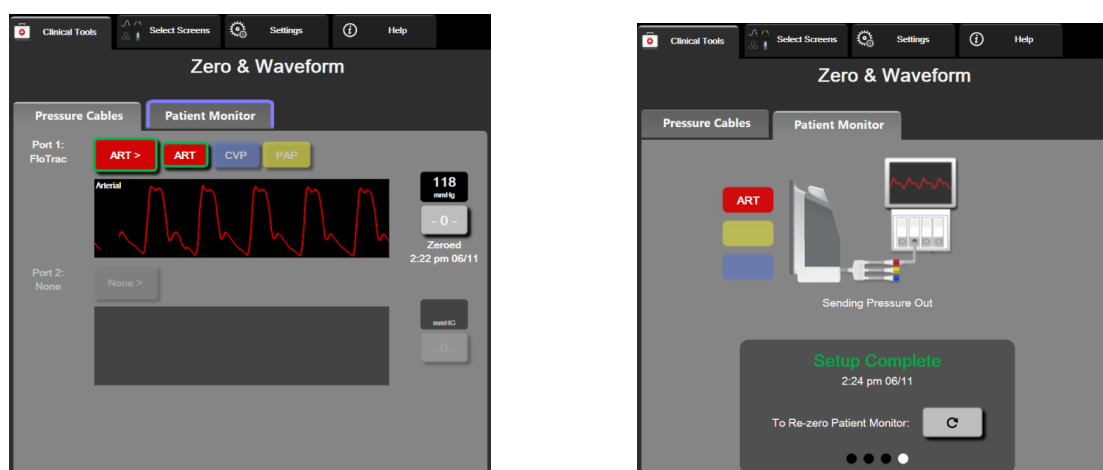 Clinical Tools
Select Screens
Settings
Help
Zero & Waveform
Pressure Cables
Patient Monitor
Port 1:
FloTrac
ART >
ART
CVP
PAP
Arterial
118
mmHg
- 0 -
Zeroed
2:22 pm 06/11
Port 2:
None
None >
mmHG
- 0 -
Clinical Tools
Select Screens
Settings
Help
Zero & Waveform
Pressure Cables
Patient Monitor
ART
Sending Pressure Out
Setup Complete
2:24 pm 06/11
To Re-zero Patient Monitor: